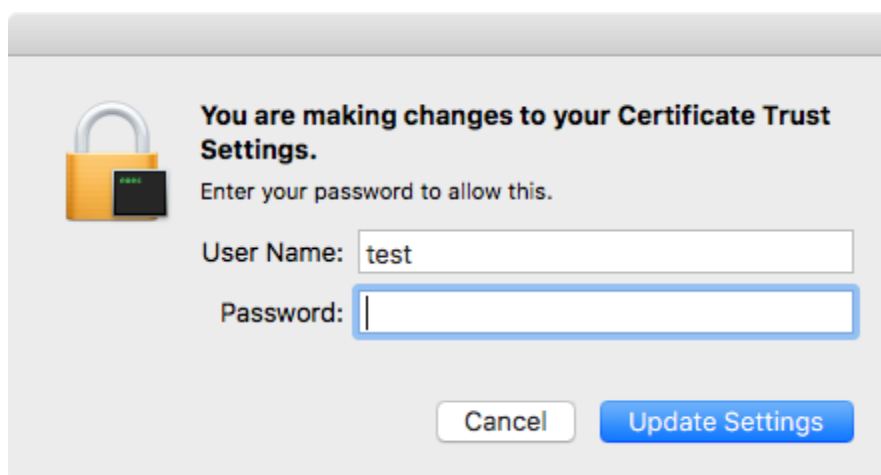 You are making changes to your Certificate Trust
Settings.
Enter your password to allow this.
User Name: test
Password:
Cancel Update Settings